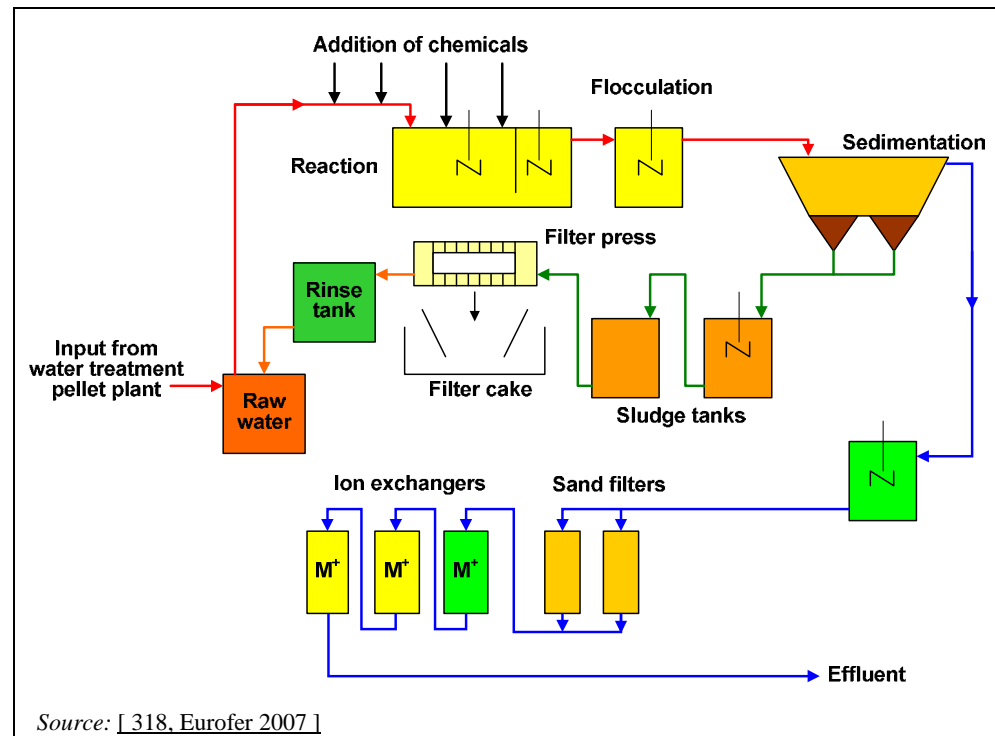 Addition of chemicals
Flocculation
Sedimentation
Reaction
Filter press
Rinse
tank
Input from
water treatment
pellet plant
Raw
water
Filter cake
Sludge tanks
Ion exchangers
Sand filters
M+
M+
M+
Effluent
Source: [ 318, Eurofer 2007 ]